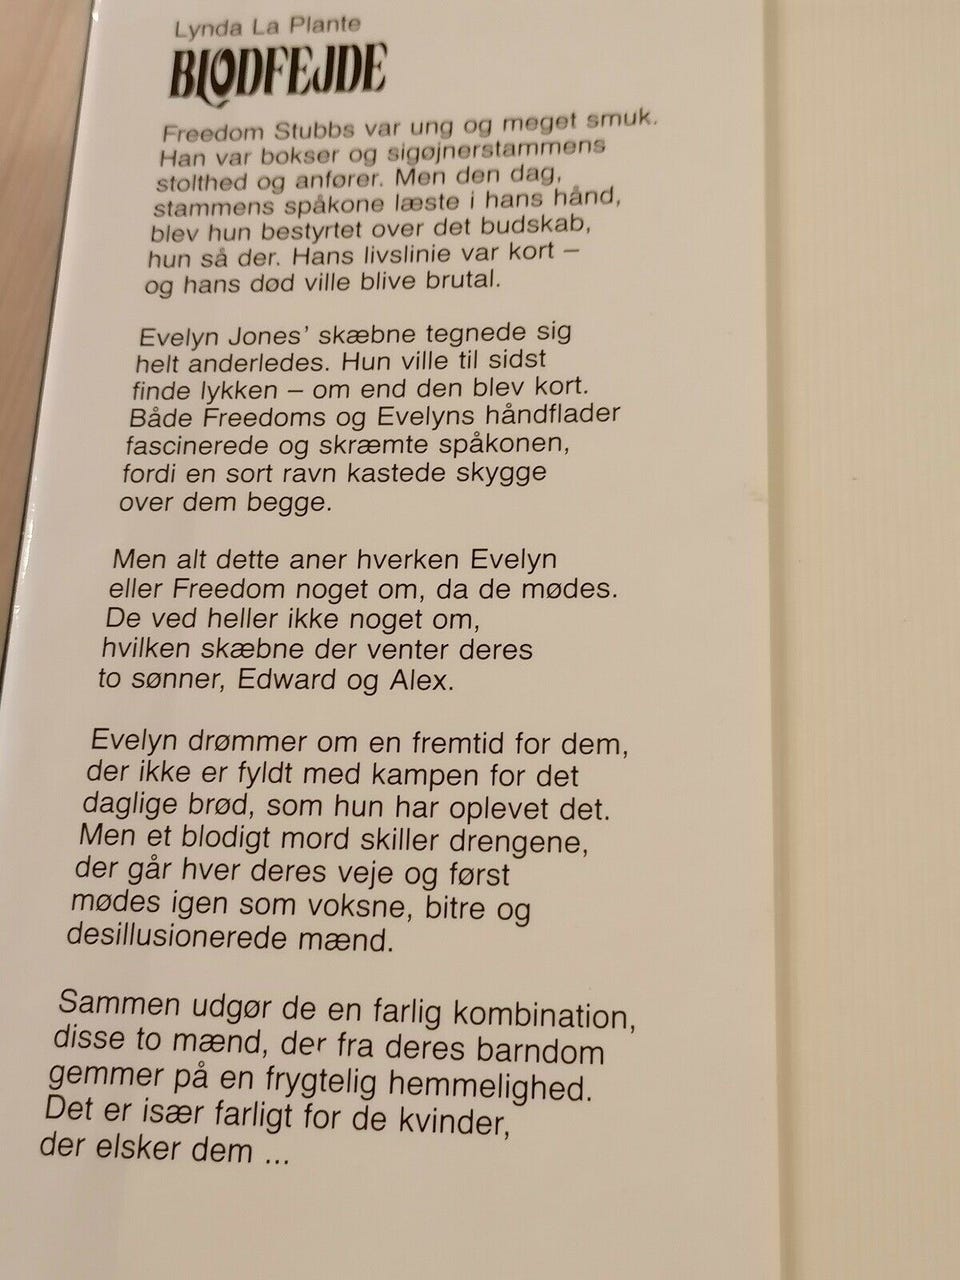 Lynda La Plante
BLODFEJDE
Freedom Stubbs var ung og meget smuk.
Han var bokser og sigøjnerstammens
stolthed og anfører. Men den dag,
stammens spåkone læste i hans hånd,
blev hun bestyrtet over det budskab,
hun så der. Hans livslinie var kort –
og hans død ville blive brutal.
Evelyn Jones' skæbne tegnede sig
helt anderledes. Hun ville til sidst
finde lykken – om end den blev kort.
Både Freedoms og Evelyns håndflader
fascinerede og skræmte spåkonen,
fordi en sort ravn kastede skygge
over dem begge.
Men alt dette aner hverken Evelyn
eller Freedom noget om, da de mødes.
De ved heller ikke noget om,
hvilken skæbne der venter deres
to sønner, Edward og Alex.
Evelyn drømmer om en fremtid for dem,
der ikke er fyldt med kampen for det
daglige brød, som hun har oplevet det.
Men et blodigt mord skiller drengene,
der går hver deres veje og først
mødes igen som voksne, bitre og
desillusionerede mænd.
Sammen udgør de en farlig kombination,
disse to mænd, der fra deres barndom
gemmer på en frygtelig hemmelighed.
Det er især farligt for de kvinder,
der elsker dem ...